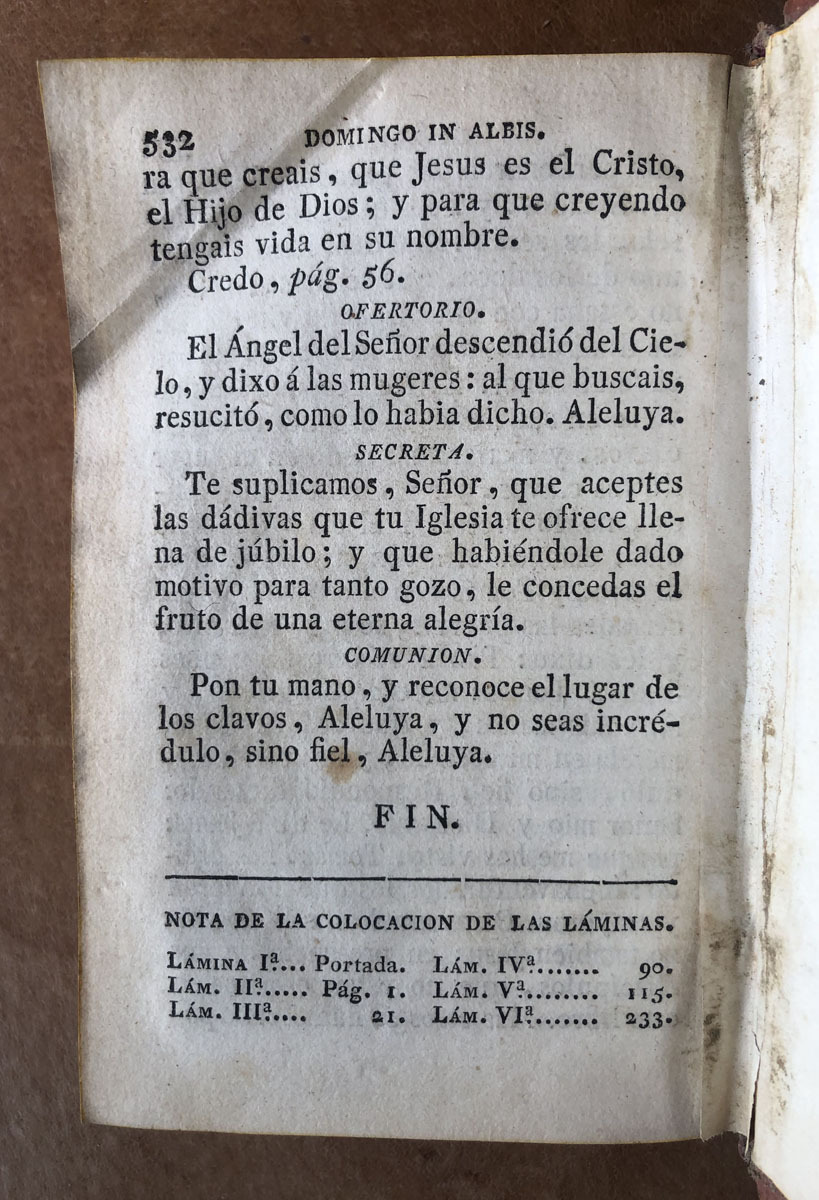 532 DOMINGO IN ALBIS.
ra que creais, que Jesus es el Cristo,
el Hijo de Dios; y para que creyendo
tengais vida en su nombre.
Credo, pág. 56.
OFERTORIO.
El Ángel del Señor descendió del Cie-
lo, y dixo á las mugeres: al que buscais,
resucitó, como lo habia dicho. Aleluya.
SECRETA.
Te suplicamos, Señor, que aceptes
las dádivas que tu Iglesia te ofrece lle-
na de júbilo; y que habiéndole dado
motivo para tanto gozo, le concedas el
fruto de una eterna alegría.
COMUNION.
Pon tu mano, y reconoce el lugar de
los clavos, Aleluya, y no seas incré-
dulo, sino fiel, Aleluya.
FIN.
NOTA DE LA COLOCACION DE LAS LÁMINAS.
LÁMINA Iª.... Portada. LÁM. IVª....... 90.
LÁM. IIª..... Pág. 1. LÁM. Vª........ 115.
LÁM. IIIª.... 21. LÁM. VIª....... 233.